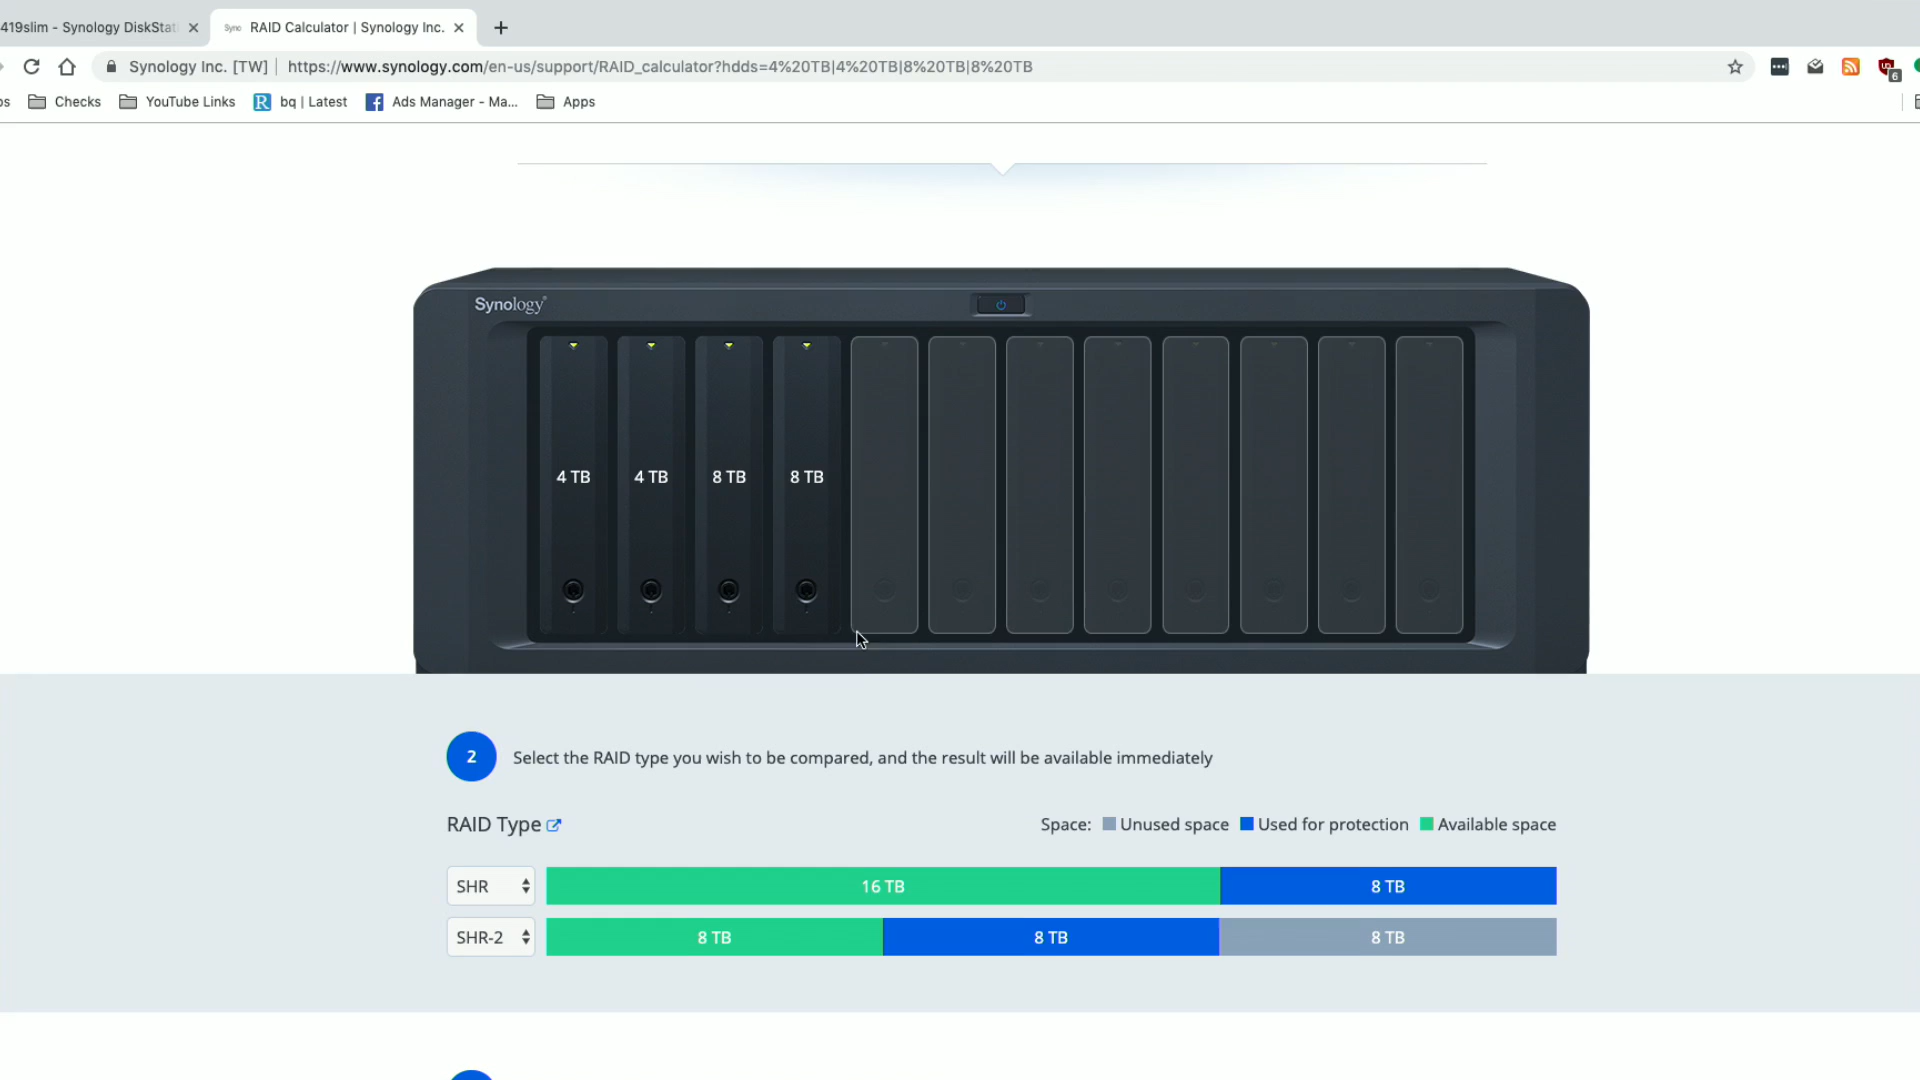 419slim - Synology DiskStat
Sync RAID Calculator | Synology Inc.
Synology Inc. [TW] https://www.synology.com/en-us/support/RAID_calculator?hdds=4%20TB|4%20TB|8%20TB|8%20TB
6
os Checks YouTube Links R bq | Latest Ads Manager - Ma... Apps
Synology
4 TB 4 TB 8 TB 8 TB
2 Select the RAID type you wish to be compared, and the result will be available immediately
RAID Type Space: Unused space Used for protection Available space
SHR 16 TB 8 TB
SHR-2 8 TB 8 TB 8 TB